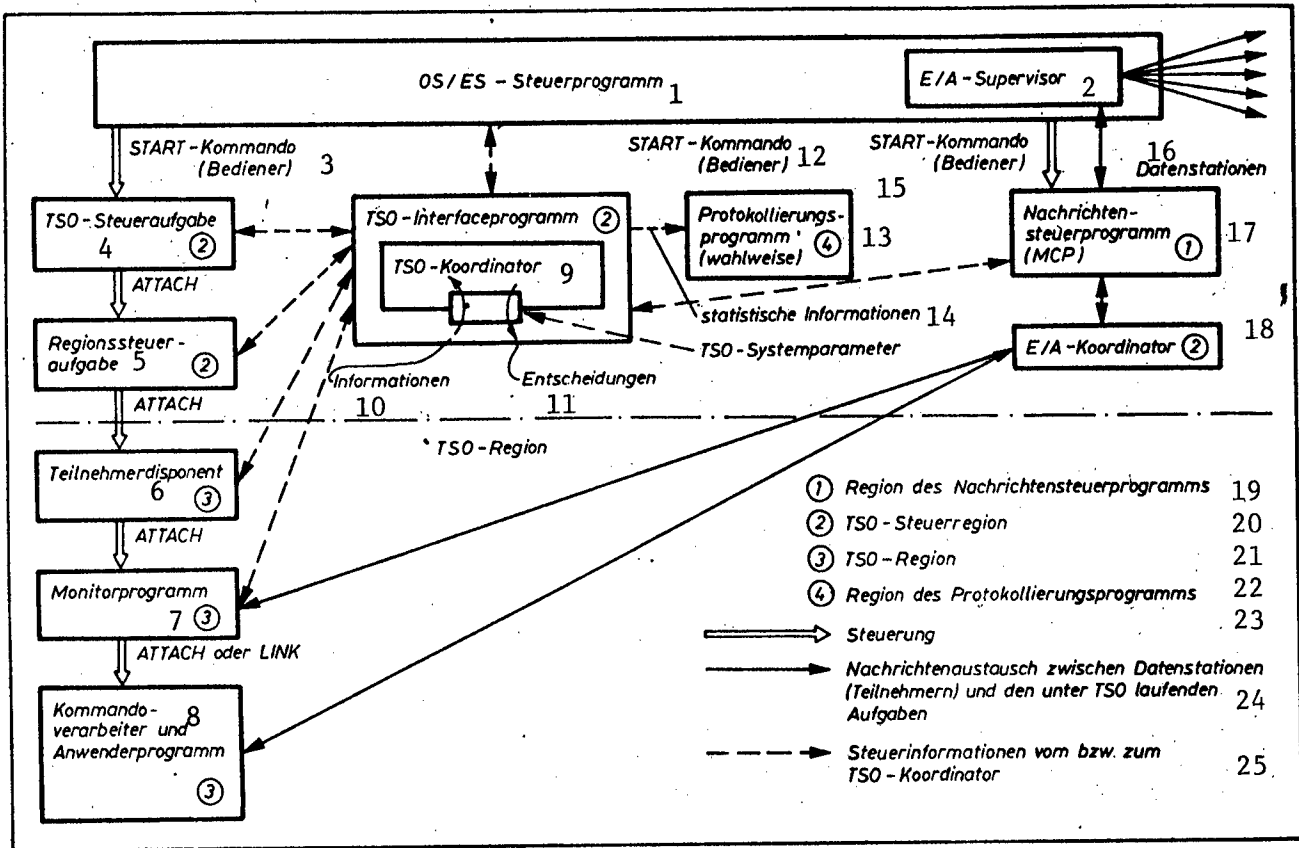 OS/ES – Steuerprogramm 1
E/A – Supervisor
2
START – Kommando
(Bediener) 3
START – Kommando
(Bediener) 12
START – Kommando
(Bediener)
16
Datenstationen
15
TSO – Steueraufgabe
4 ②
TSO – Interfaceprogramm ②
TSO – Koordinator 9
Protokollierungs-
programm
(wahlweise) ④
13
Nachrichten-
steuerprogramm
(MCP) ①
17
ATTACH
statistische Informationen 14
TSO – Systemparameter
Regionssteuer-
aufgabe 5 ②
E/A – Koordinator ②
18
Informationen
10
Entscheidungen
11
ATTACH
TSO – Region
Teilnehmerdisponent
6 ③
ATTACH
Monitorprogramm
7 ③
ATTACH oder LINK
Kommando-
verarbeiter und 8
Anwenderprogramm
③
① Region des Nachrichtensteuerprogramms 19
② TSO – Steuerregion 20
③ TSO – Region 21
④ Region des Protokollierungsprogramms 22
Steuerung 23
Nachrichtenaustausch zwischen Datenstationen
(Teilnehmern) und den unter TSO laufenden 24
Aufgaben
Steuerinformationen vom bzw. zum
TSO – Koordinator 25